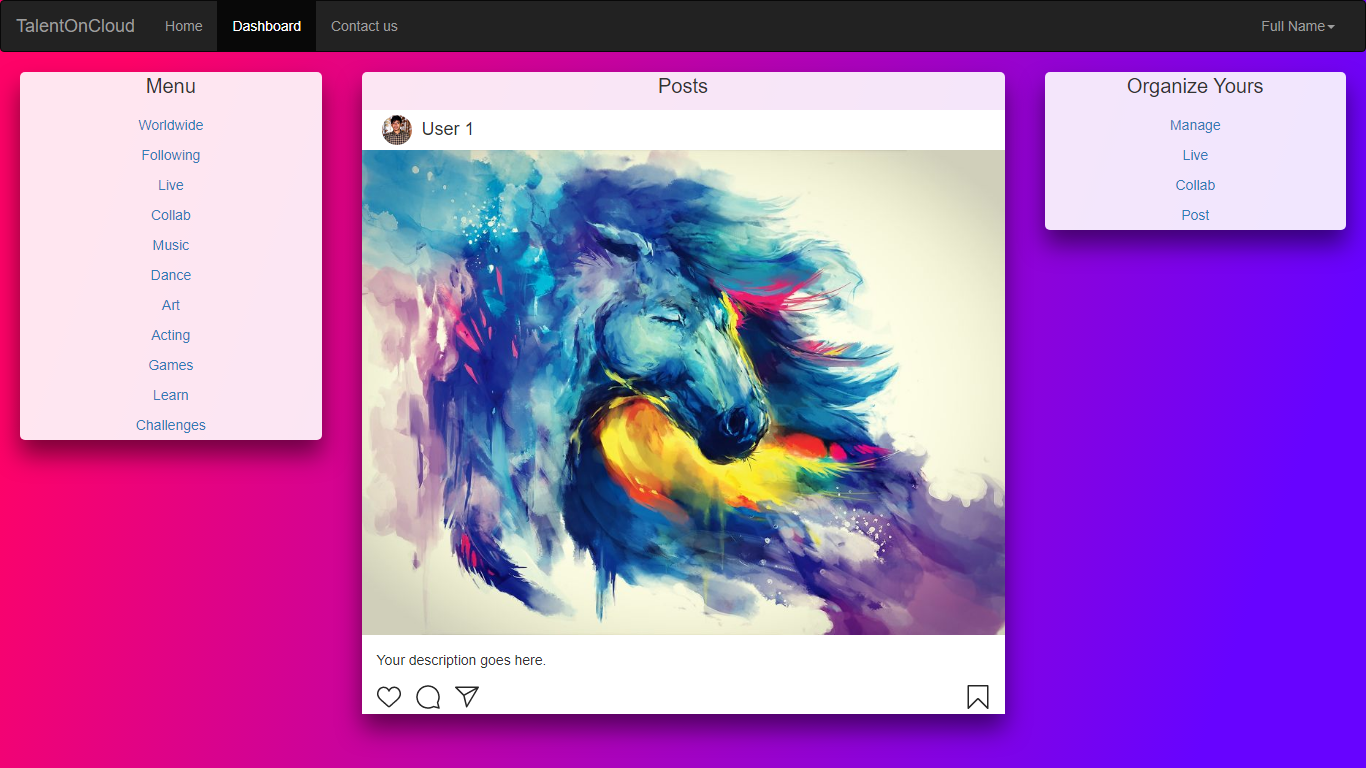 TalentOnCloud Home Dashboard Contact us Full Name
Menu
Worldwide
Following
Live
Collab
Music
Dance
Art
Acting
Games
Learn
Challenges
Posts
User 1
Your description goes here.
Organize Yours
Manage
Live
Collab
Post